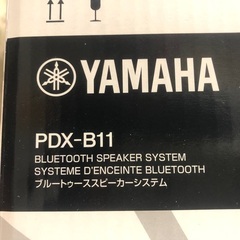 YAMAHA
PDX-B11
BLUETOOTH SPEAKER SYSTEM
SYSTEME D'ENCEINTE BLUETOOTH
ブルートゥーススピーカーシステム